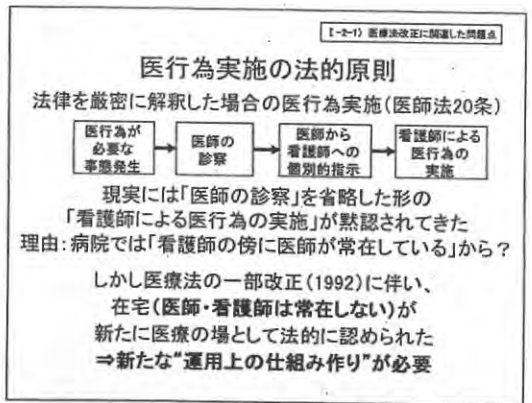 [-2-1) 医療法改正に関連した問題点
医行為実施の法的原則
法律を厳密に解釈した場合の医行為実施(医師法20条)
医行為が
必要な
事態発生
医師の
診察
医師から
看護師への
個別的指示
看護師による
医行為の
実施
現実には「医師の診察」を省略した形の
「看護師による医行為の実施」が黙認されてきた
理由:病院では「看護師の傍に医師が常在している」から?
しかし医療法の一部改正(1992)に伴い、
在宅(医師・看護師は常在しない)が
新たに医療の場として法的に認められた
⇒新たな“運用上の仕組み作り”が必要